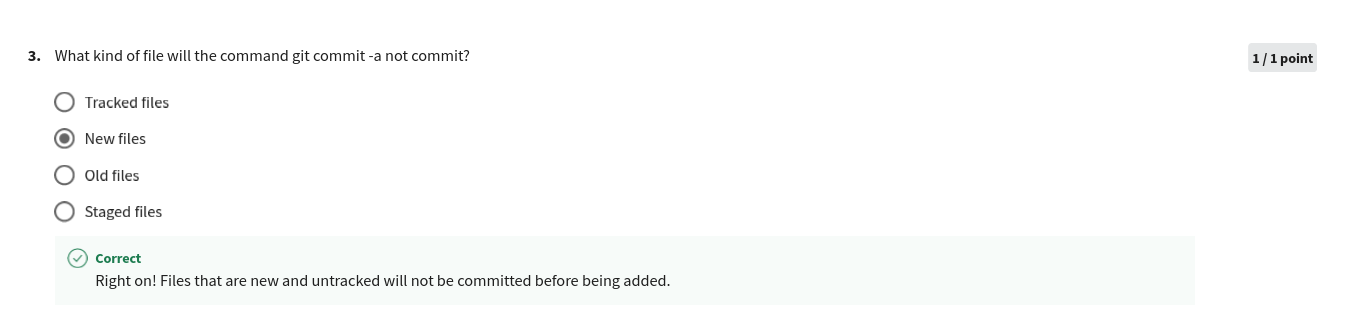 3. What kind of file will the command git commit -a not commit?
1 / 1 point
Tracked files
New files
Old files
Staged files
Correct
Right on! Files that are new and untracked will not be committed before being added.